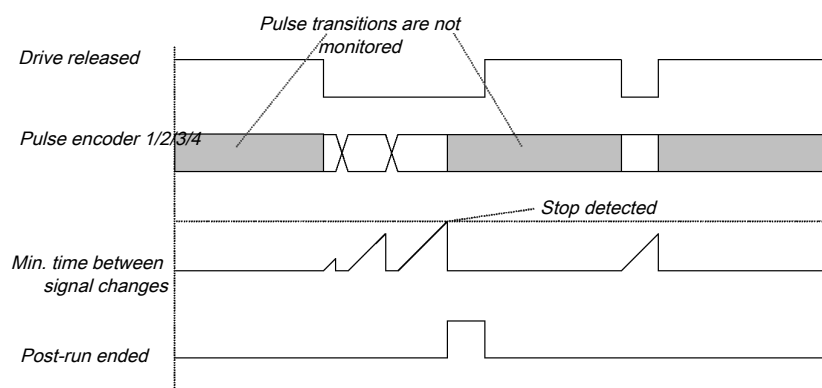 Pulse transitions are not
monitored
Drive released
Pulse encoder 1/2/3/4
Stop detected
Min. time between
signal changes
Post-run ended